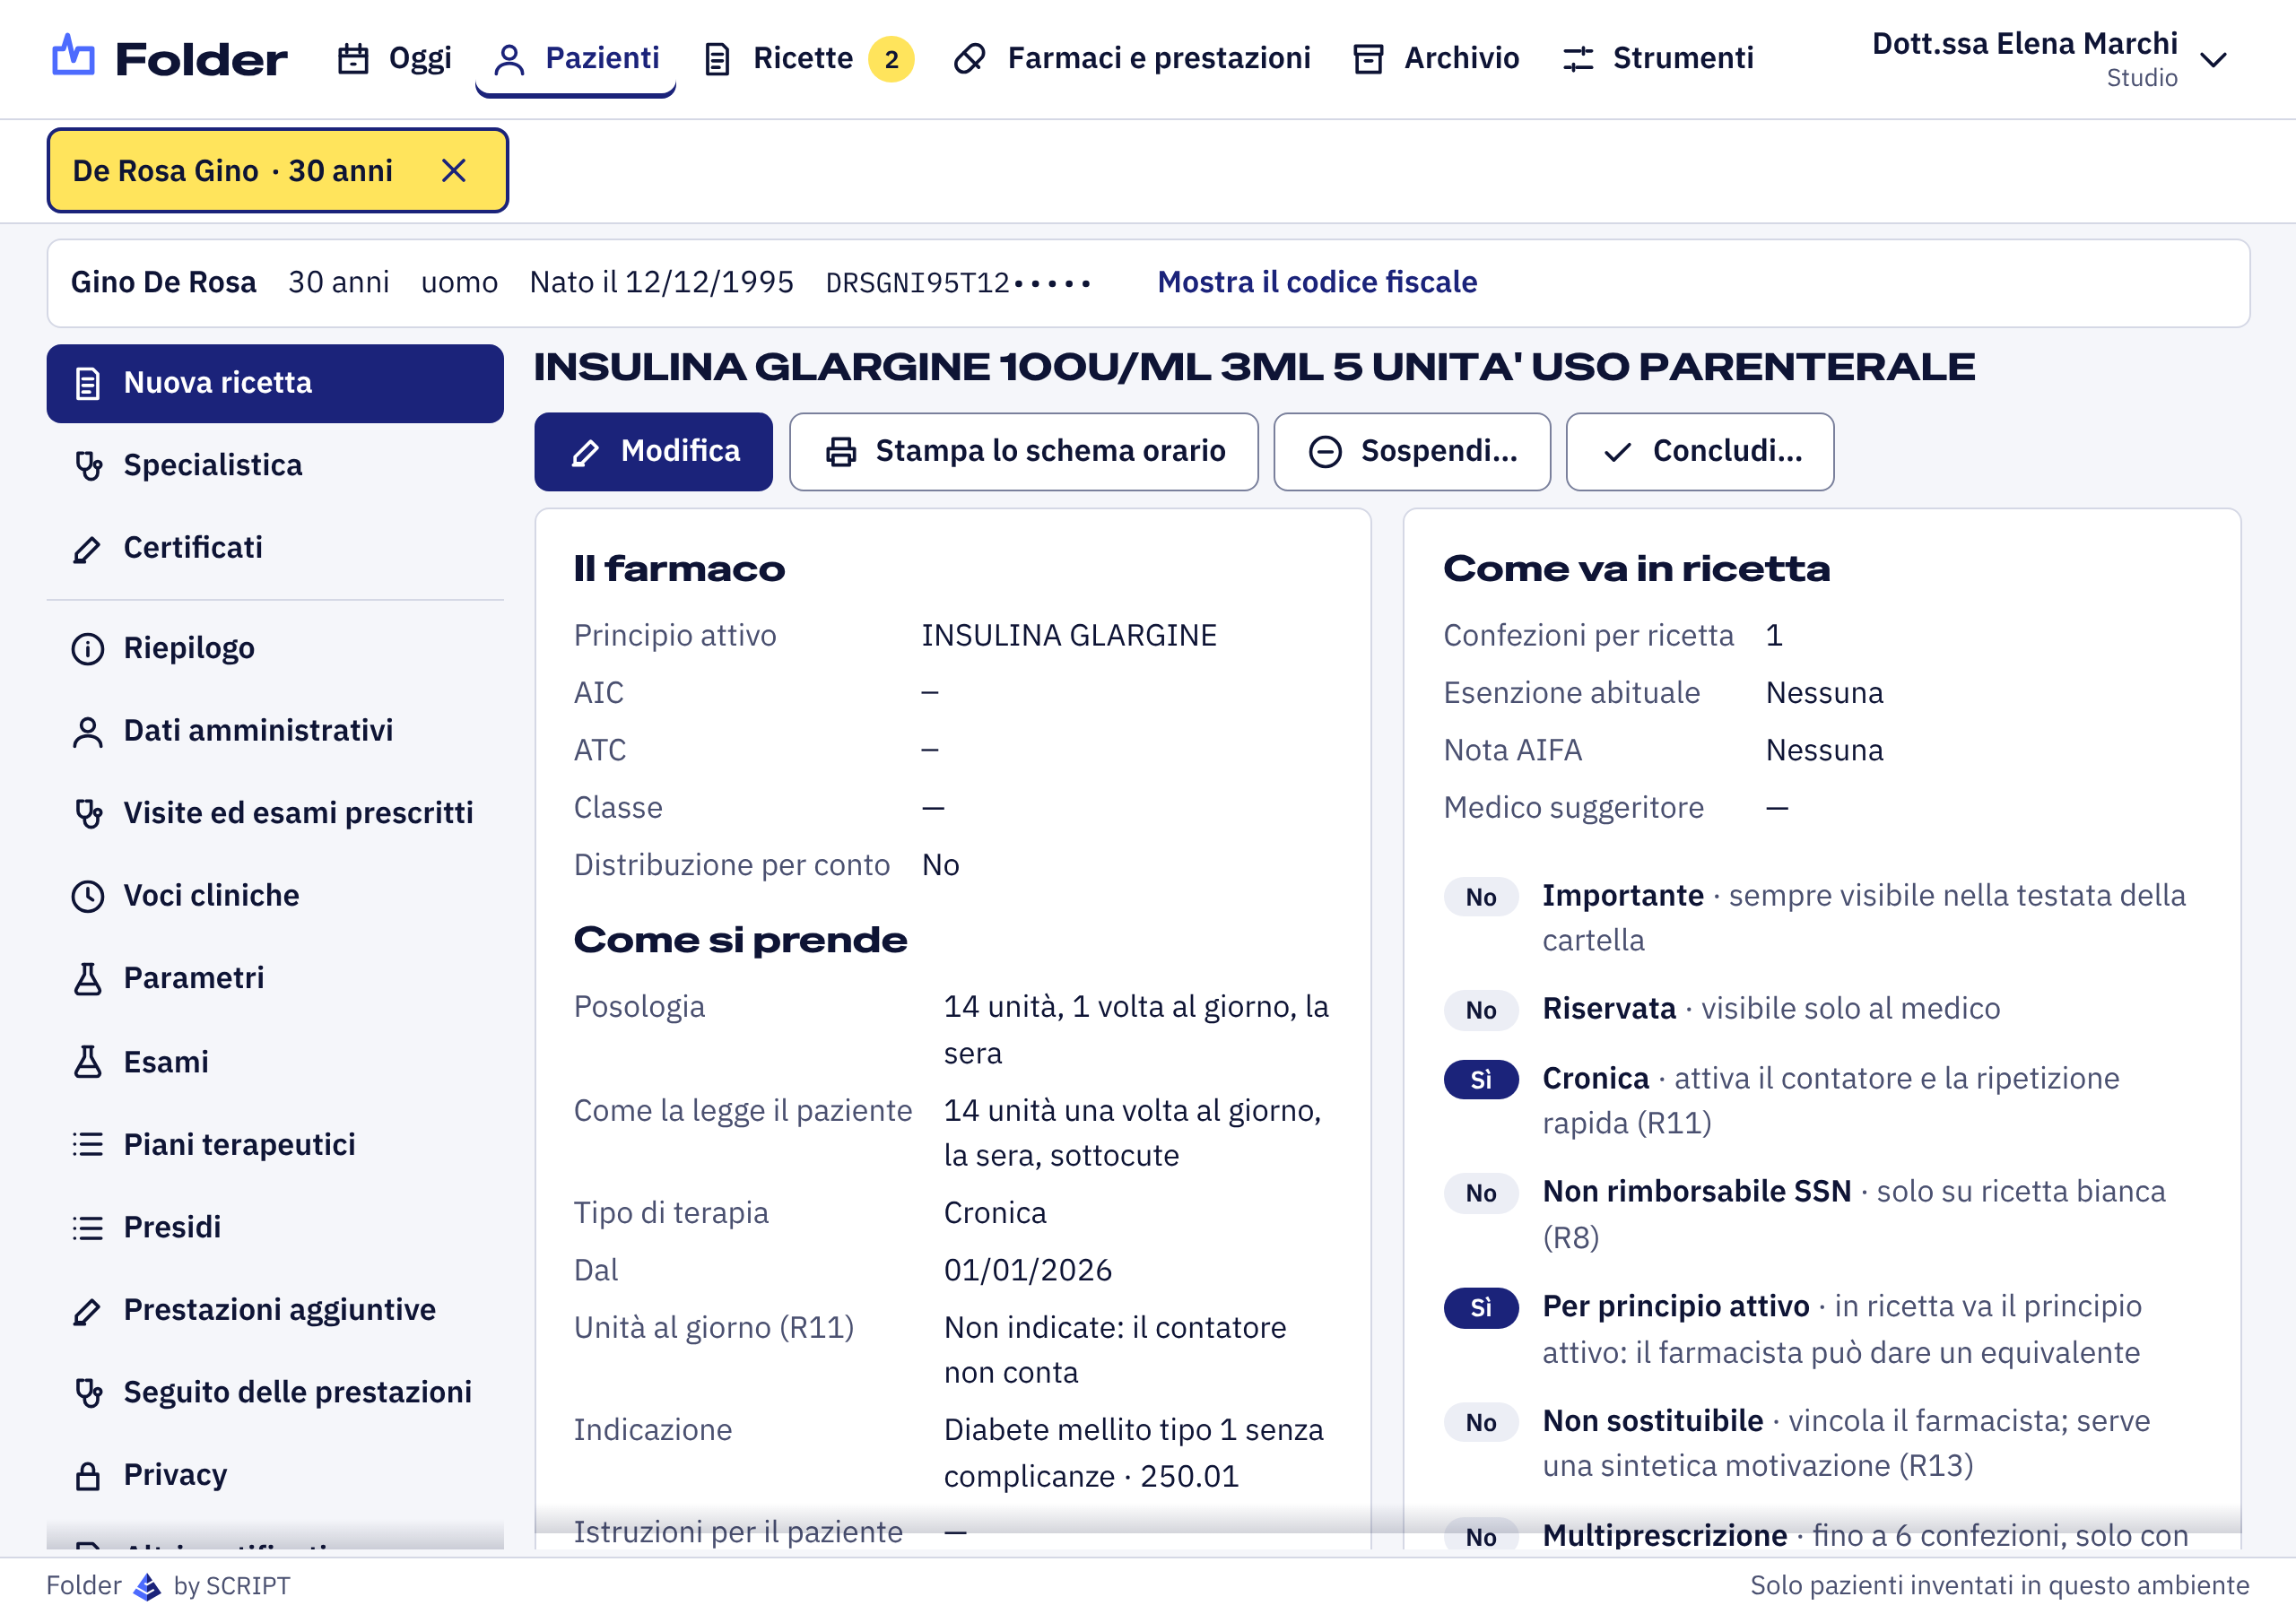 Folder
Oggi
Pazienti
Ricette 2
Farmaci e prestazioni
Archivio
Strumenti
Dott.ssa Elena Marchi
Studio
De Rosa Gino · 30 anni
Gino De Rosa 30 anni uomo Nato il 12/12/1995 DRSGNI95T12••••• Mostra il codice fiscale
Nuova ricetta
Specialistica
Certificati
Riepilogo
Dati amministrativi
Visite ed esami prescritti
Voci cliniche
Parametri
Esami
Piani terapeutici
Presidi
Prestazioni aggiuntive
Seguito delle prestazioni
Privacy
INSULINA GLARGINE 100U/ML 3ML 5 UNITA' USO PARENTERALE
Modifica
Stampa lo schema orario
Sospendi...
Concludi...
Il farmaco
Principio attivo INSULINA GLARGINE
AIC –
ATC –
Classe —
Distribuzione per conto No
Come si prende
Posologia 14 unità, 1 volta al giorno, la
sera
Come la legge il paziente 14 unità una volta al giorno,
la sera, sottocute
Tipo di terapia Cronica
Dal 01/01/2026
Unità al giorno (R11) Non indicate: il contatore
non conta
Indicazione Diabete mellito tipo 1 senza
complicanze · 250.01
Istruzioni per il paziente —
Come va in ricetta
Confezioni per ricetta 1
Esenzione abituale Nessuna
Nota AIFA Nessuna
Medico suggeritore —
No Importante · sempre visibile nella testata della
cartella
No Riservata · visibile solo al medico
Sì Cronica · attiva il contatore e la ripetizione
rapida (R11)
No Non rimborsabile SSN · solo su ricetta bianca
(R8)
Sì Per principio attivo · in ricetta va il principio
attivo: il farmacista può dare un equivalente
No Non sostituibile · vincola il farmacista; serve
una sintetica motivazione (R13)
No Multiprescrizione · fino a 6 confezioni, solo con
Folder by SCRIPT
Solo pazienti inventati in questo ambiente